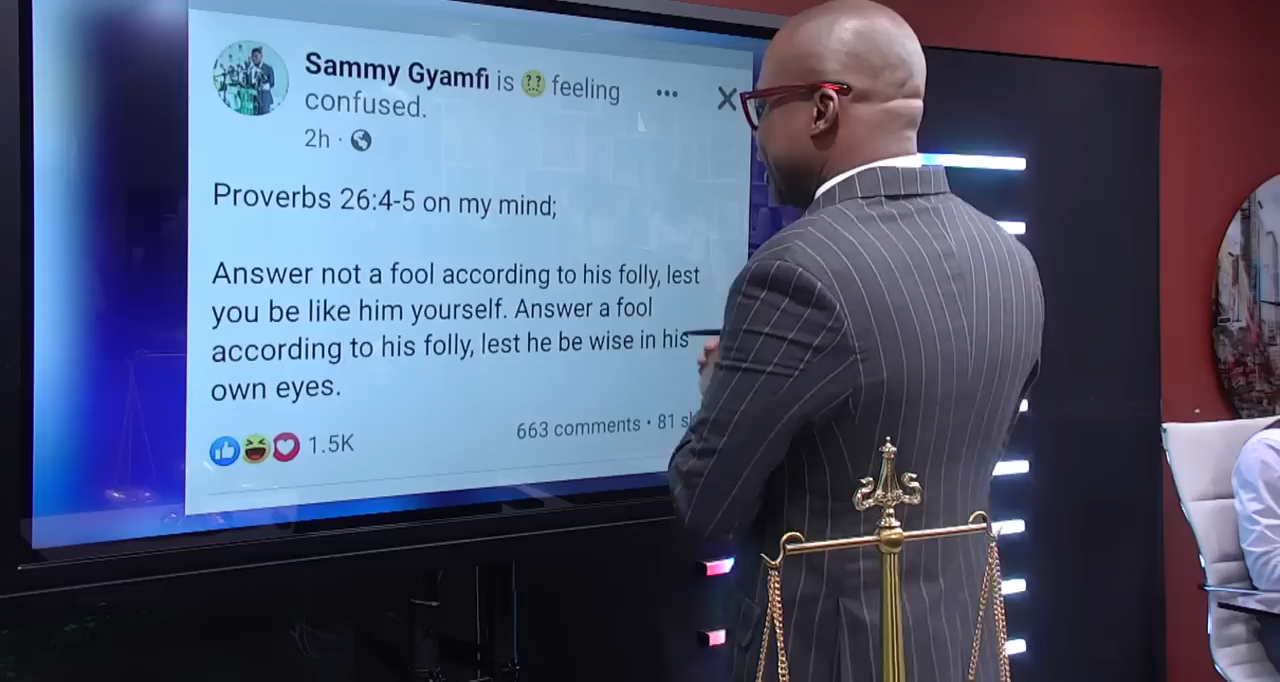 Sammy Gyamfi is feeling
confused.
2h ·
Proverbs 26:4-5 on my mind;
Answer not a fool according to his folly, lest
you be like him yourself. Answer a fool
according to his folly, lest he be wise in his
own eyes.
1.5K
663 comments • 81